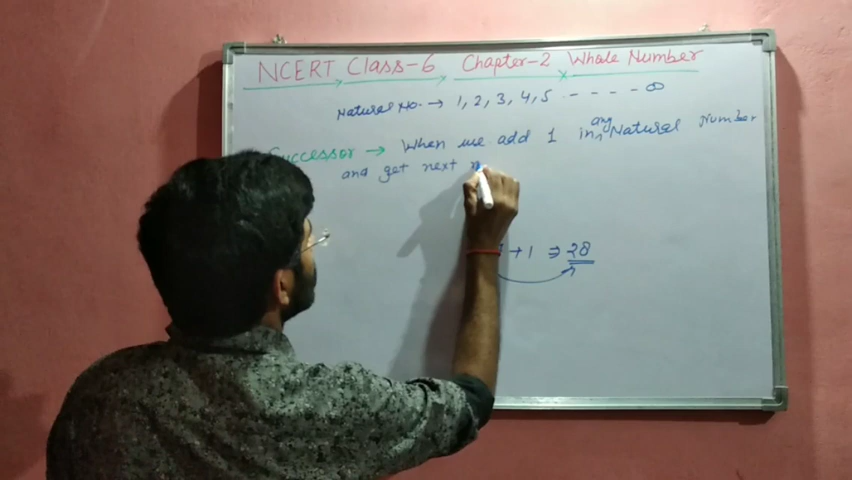 NCERT Class-6 Chapter-2 Whole Number
Natural No. → 1, 2, 3, 4, 5 - - - - - ∞
Successor → When we add 1 in any Natural Number
and get next
+ 1 ⇒ 28